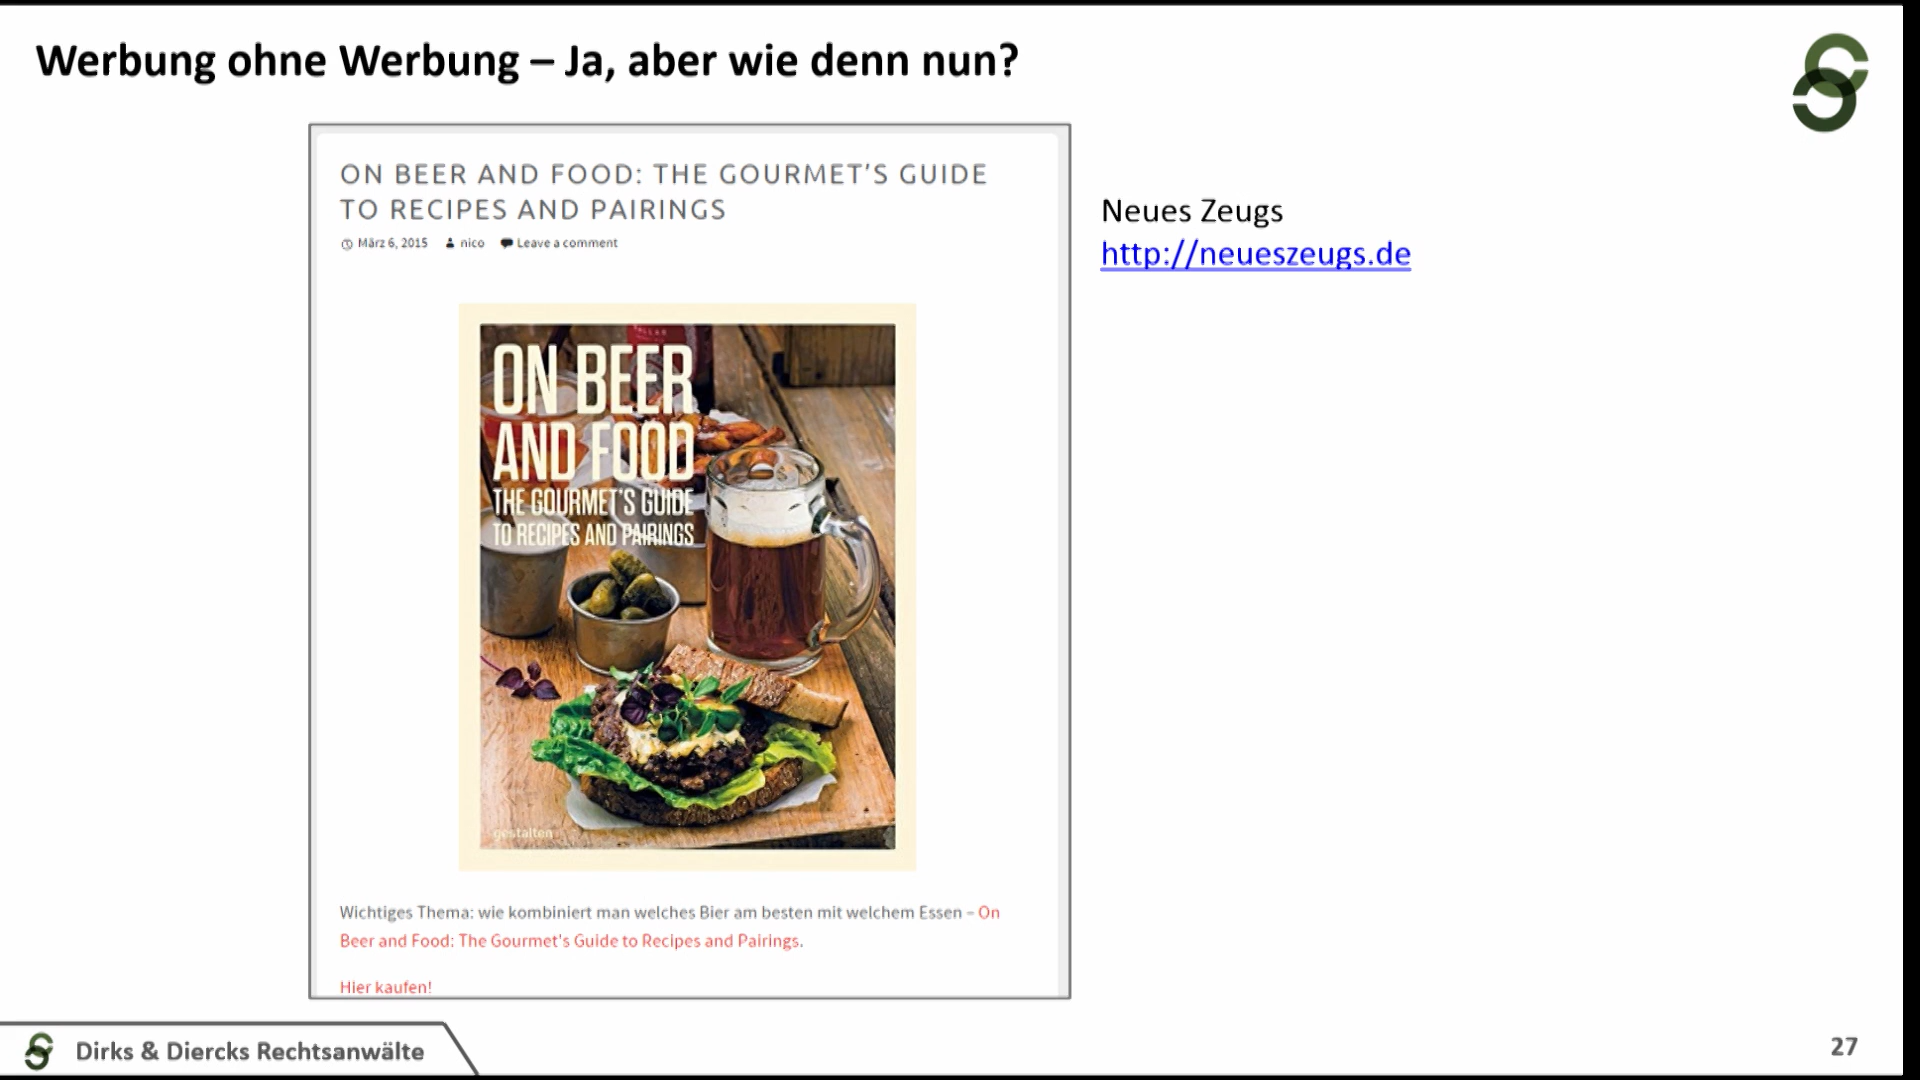 Werbung ohne Werbung – Ja, aber wie denn nun?
ON BEER AND FOOD: THE GOURMET'S GUIDE
TO RECIPES AND PAIRINGS
März 6, 2015 nico Leave a comment
Neues Zeugs
http://neueszeugs.de
ON BEER
AND FOOD
THE GOURMET'S GUIDE
TO RECIPES AND PAIRINGS
gestalten
Wichtiges Thema: wie kombiniert man welches Bier am besten mit welchem Essen – On
Beer and Food: The Gourmet's Guide to Recipes and Pairings.
Hier kaufen!
Dirks & Diercks Rechtsanwälte
27